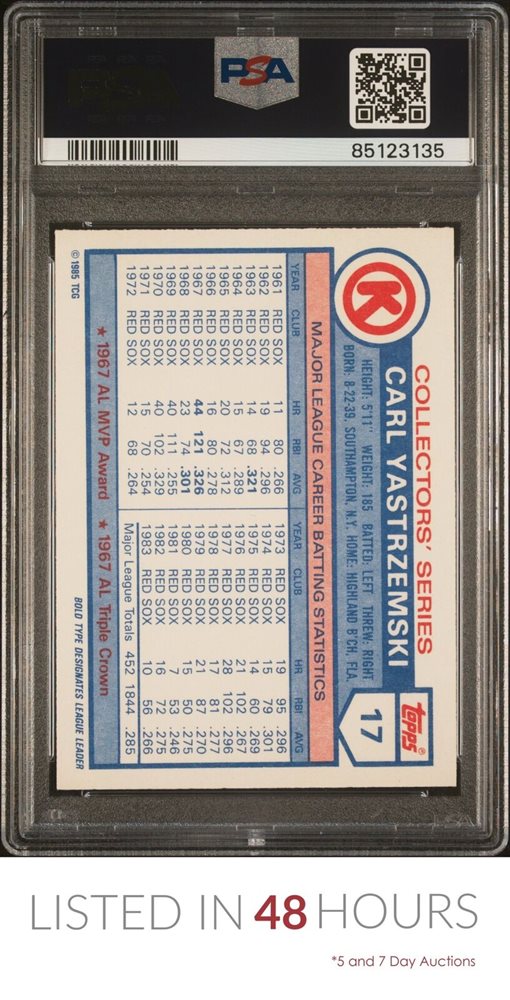 PSA
85123135
COLLECTORS' SERIES
K
CARL YASTRZEMSKI
Topps®
17
HEIGHT: 5'11" WEIGHT: 185 BATTED: LEFT THREW: RIGHT
BORN: 8-22-39, SOUTHAMPTON, N.Y. HOME: HIGHLAND B'CH, FLA.
MAJOR LEAGUE CAREER BATTING STATISTICS
YEAR CLUB HR RBI AVG YEAR CLUB HR RBI AVG
1961 RED SOX 11 80 .266 1973 RED SOX 19 95 .296
1962 RED SOX 19 94 .296 1974 RED SOX 15 79 .301
1963 RED SOX 14 68 .321 1975 RED SOX 14 60 .269
1964 RED SOX 15 67 .289 1976 RED SOX 21 102 .267
1965 RED SOX 20 72 .312 1977 RED SOX 28 102 .296
1966 RED SOX 16 80 .278 1978 RED SOX 17 81 .277
1967 RED SOX 44 121 .326 1979 RED SOX 21 87 .270
1968 RED SOX 23 74 .301 1980 RED SOX 15 50 .275
1969 RED SOX 40 111 .255 1981 RED SOX 7 53 .246
1970 RED SOX 40 102 .329 1982 RED SOX 16 72 .275
1971 RED SOX 15 70 .254 1983 RED SOX 10 56 .266
1972 RED SOX 12 68 .264 Major League Totals 452 1844 .285
★ 1967 AL MVP Award ★ 1967 AL Triple Crown
© 1985 TCG
BOLD TYPE DESIGNATES LEAGUE LEADER
LISTED IN 48 HOURS
*5 and 7 Day Auctions